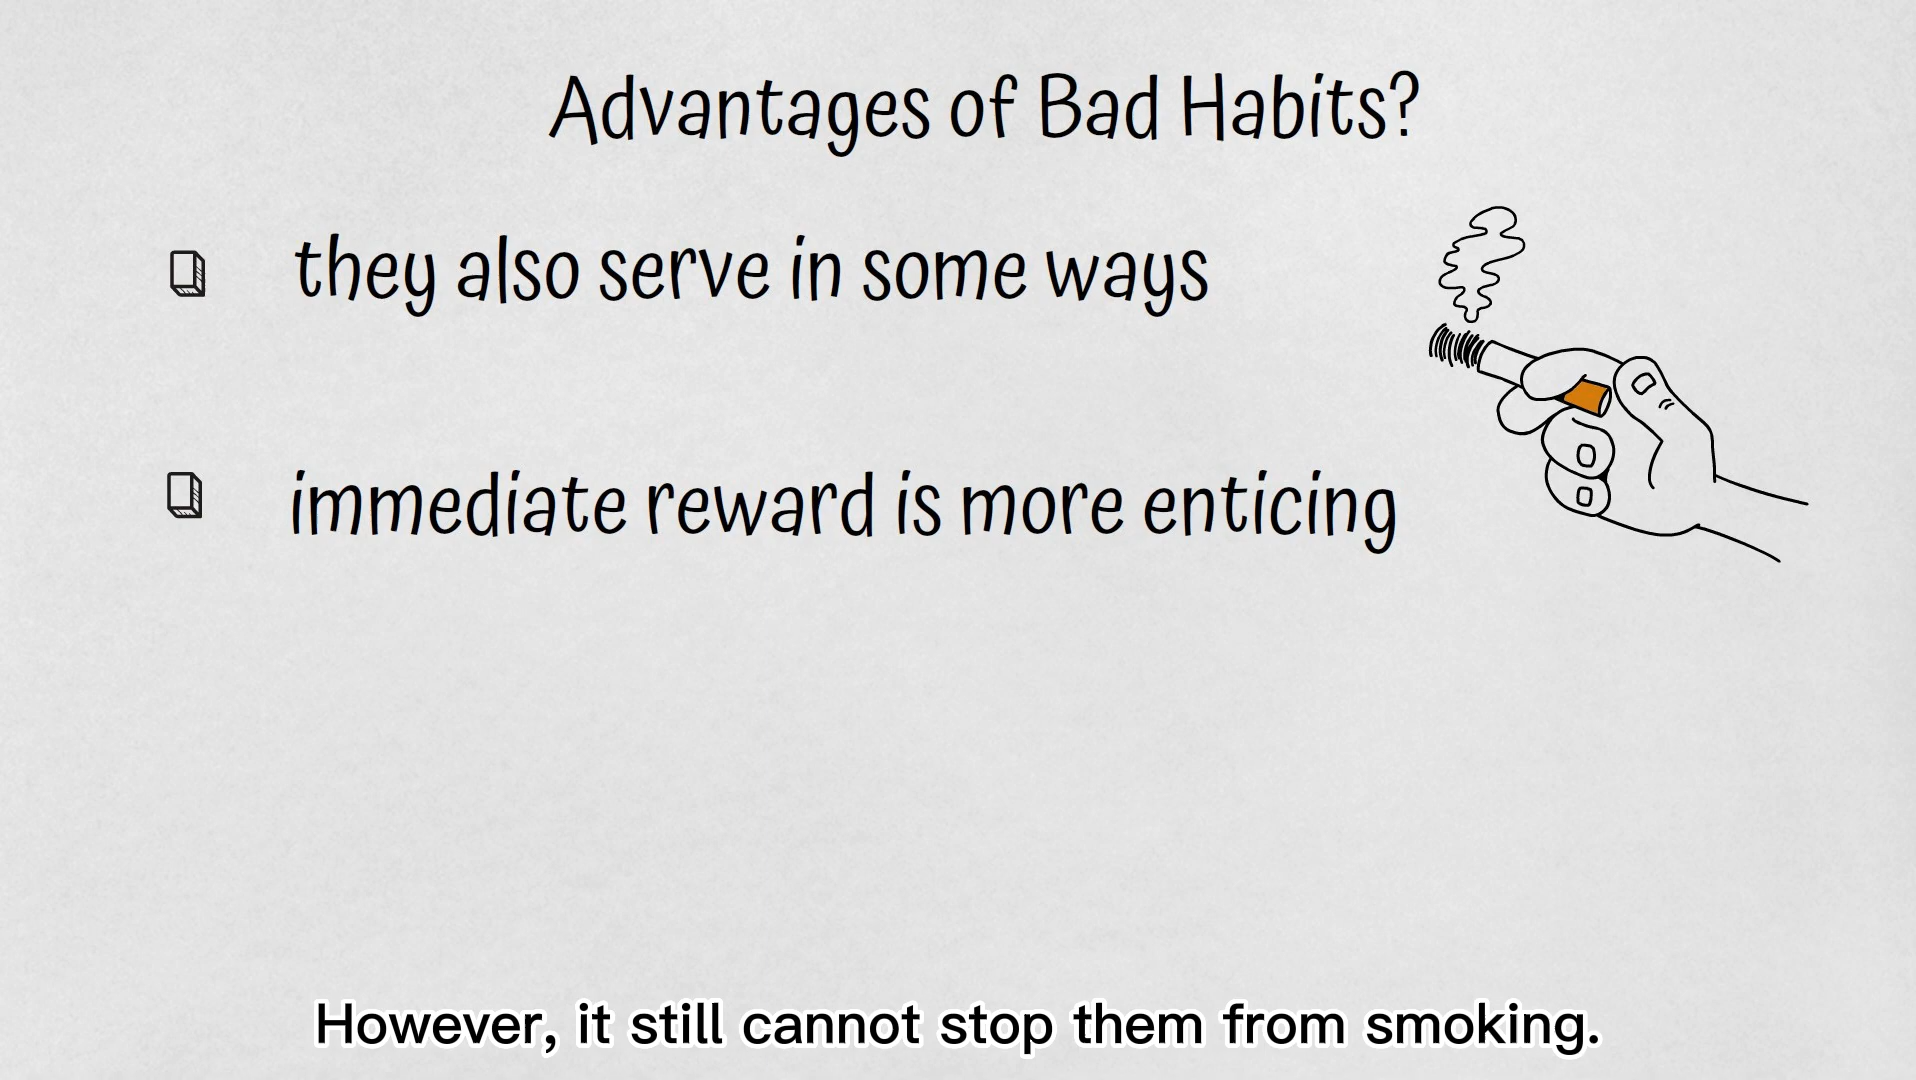 Advantages of Bad Habits?
they also serve in some ways
immediate reward is more enticing
However, it still cannot stop them from smoking.